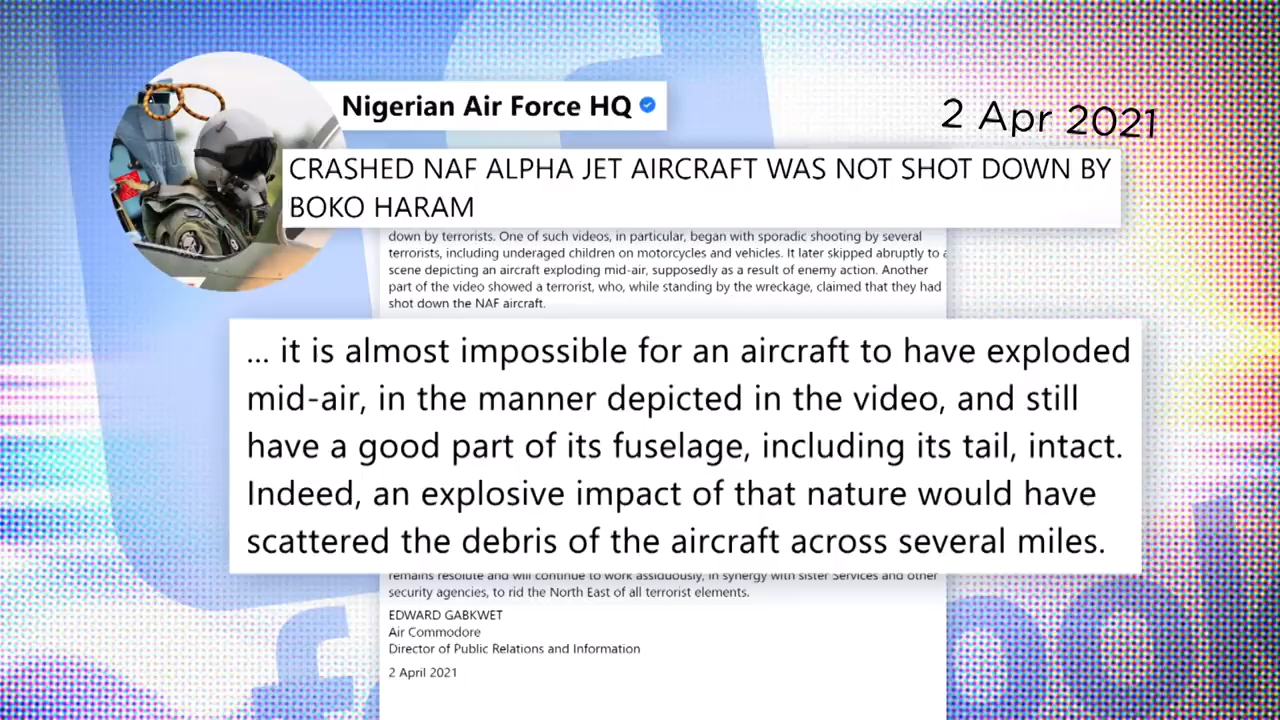 Nigerian Air Force HQ
2 Apr 2021
CRASHED NAF ALPHA JET AIRCRAFT WAS NOT SHOT DOWN BY
BOKO HARAM
down by terrorists. One of such videos, in particular, began with sporadic shooting by several
terrorists, including underaged children on motorcycles and vehicles. It later skipped abruptly to a
scene depicting an aircraft exploding mid-air, supposedly as a result of enemy action. Another
part of the video showed a terrorist, who, while standing by the wreckage, claimed that they had
shot down the NAF aircraft.
... it is almost impossible for an aircraft to have exploded
mid-air, in the manner depicted in the video, and still
have a good part of its fuselage, including its tail, intact.
Indeed, an explosive impact of that nature would have
scattered the debris of the aircraft across several miles.
remains resolute and will continue to work assiduously, in synergy with sister Services and other
security agencies, to rid the North East of all terrorist elements.
EDWARD GABKWET
Air Commodore
Director of Public Relations and Information
2 April 2021